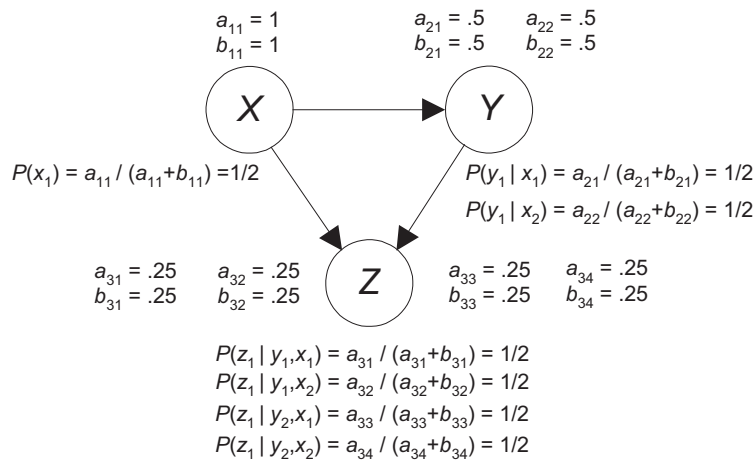 a₁₁ = 1
b₁₁ = 1
a₂₁ = .5 a₂₂ = .5
b₂₁ = .5 b₂₂ = .5
X
Y
P(x₁) = a₁₁ / (a₁₁+b₁₁) =1/2
P(y₁ | x₁) = a₂₁ / (a₂₁+b₂₁) = 1/2
P(y₁ | x₂) = a₂₂ / (a₂₂+b₂₂) = 1/2
a₃₁ = .25 a₃₂ = .25
b₃₁ = .25 b₃₂ = .25
Z
a₃₃ = .25 a₃₄ = .25
b₃₃ = .25 b₃₄ = .25
P(z₁ | y₁,x₁) = a₃₁ / (a₃₁+b₃₁) = 1/2
P(z₁ | y₁,x₂) = a₃₂ / (a₃₂+b₃₂) = 1/2
P(z₁ | y₂,x₁) = a₃₃ / (a₃₃+b₃₃) = 1/2
P(z₁ | y₂,x₂) = a₃₄ / (a₃₄+b₃₄) = 1/2